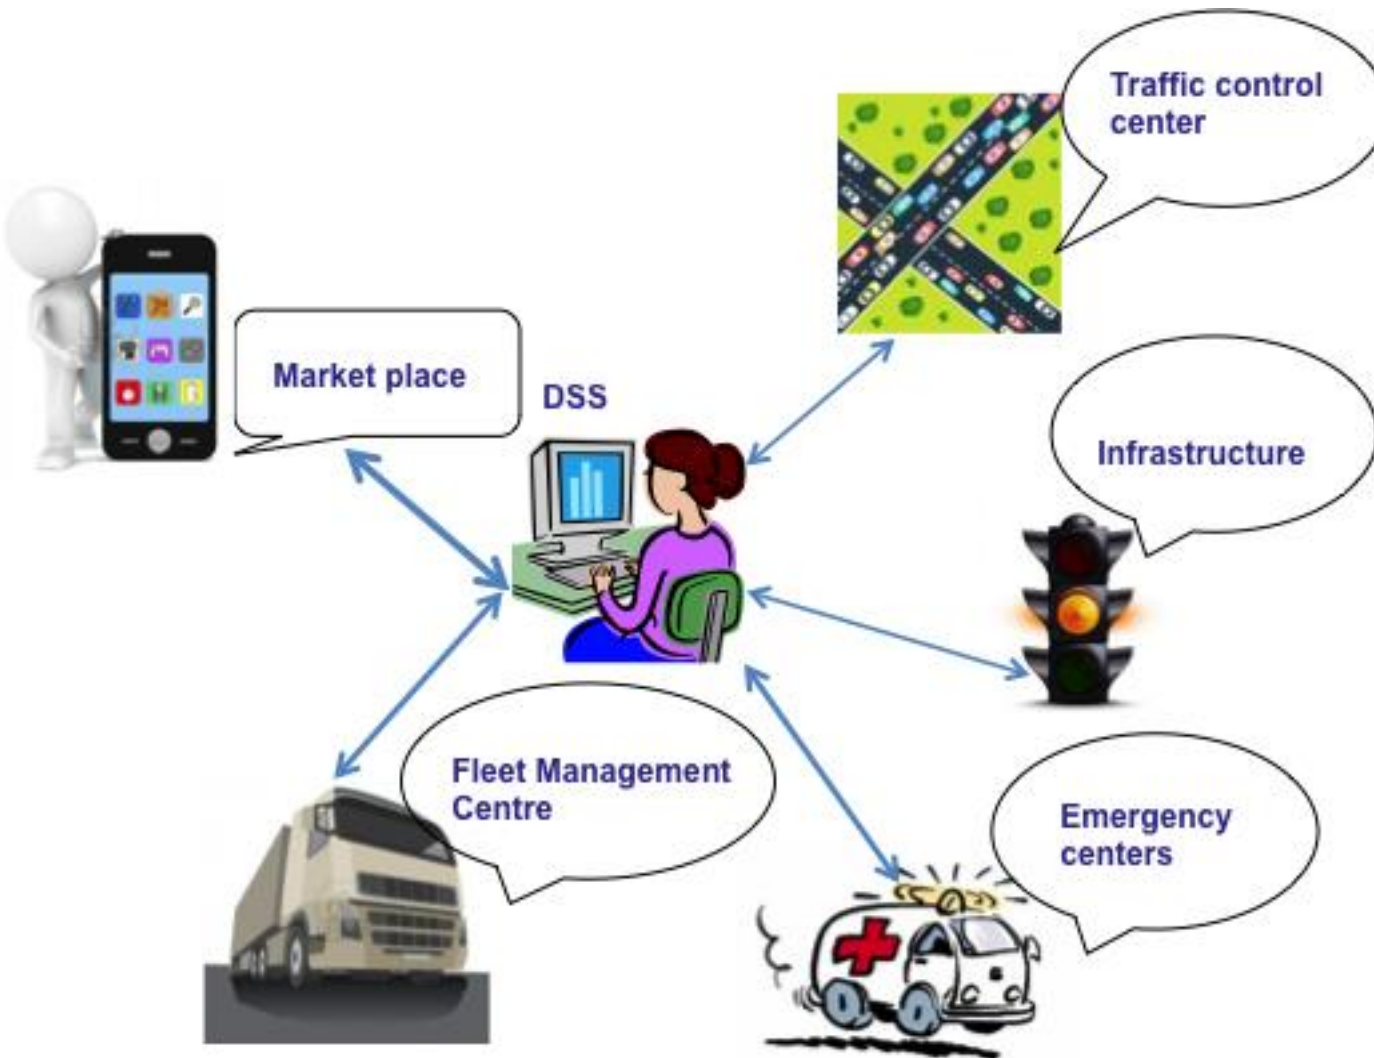 Traffic control
center
Market place
DSS
Infrastructure
Fleet Management
Centre
Emergency
centers